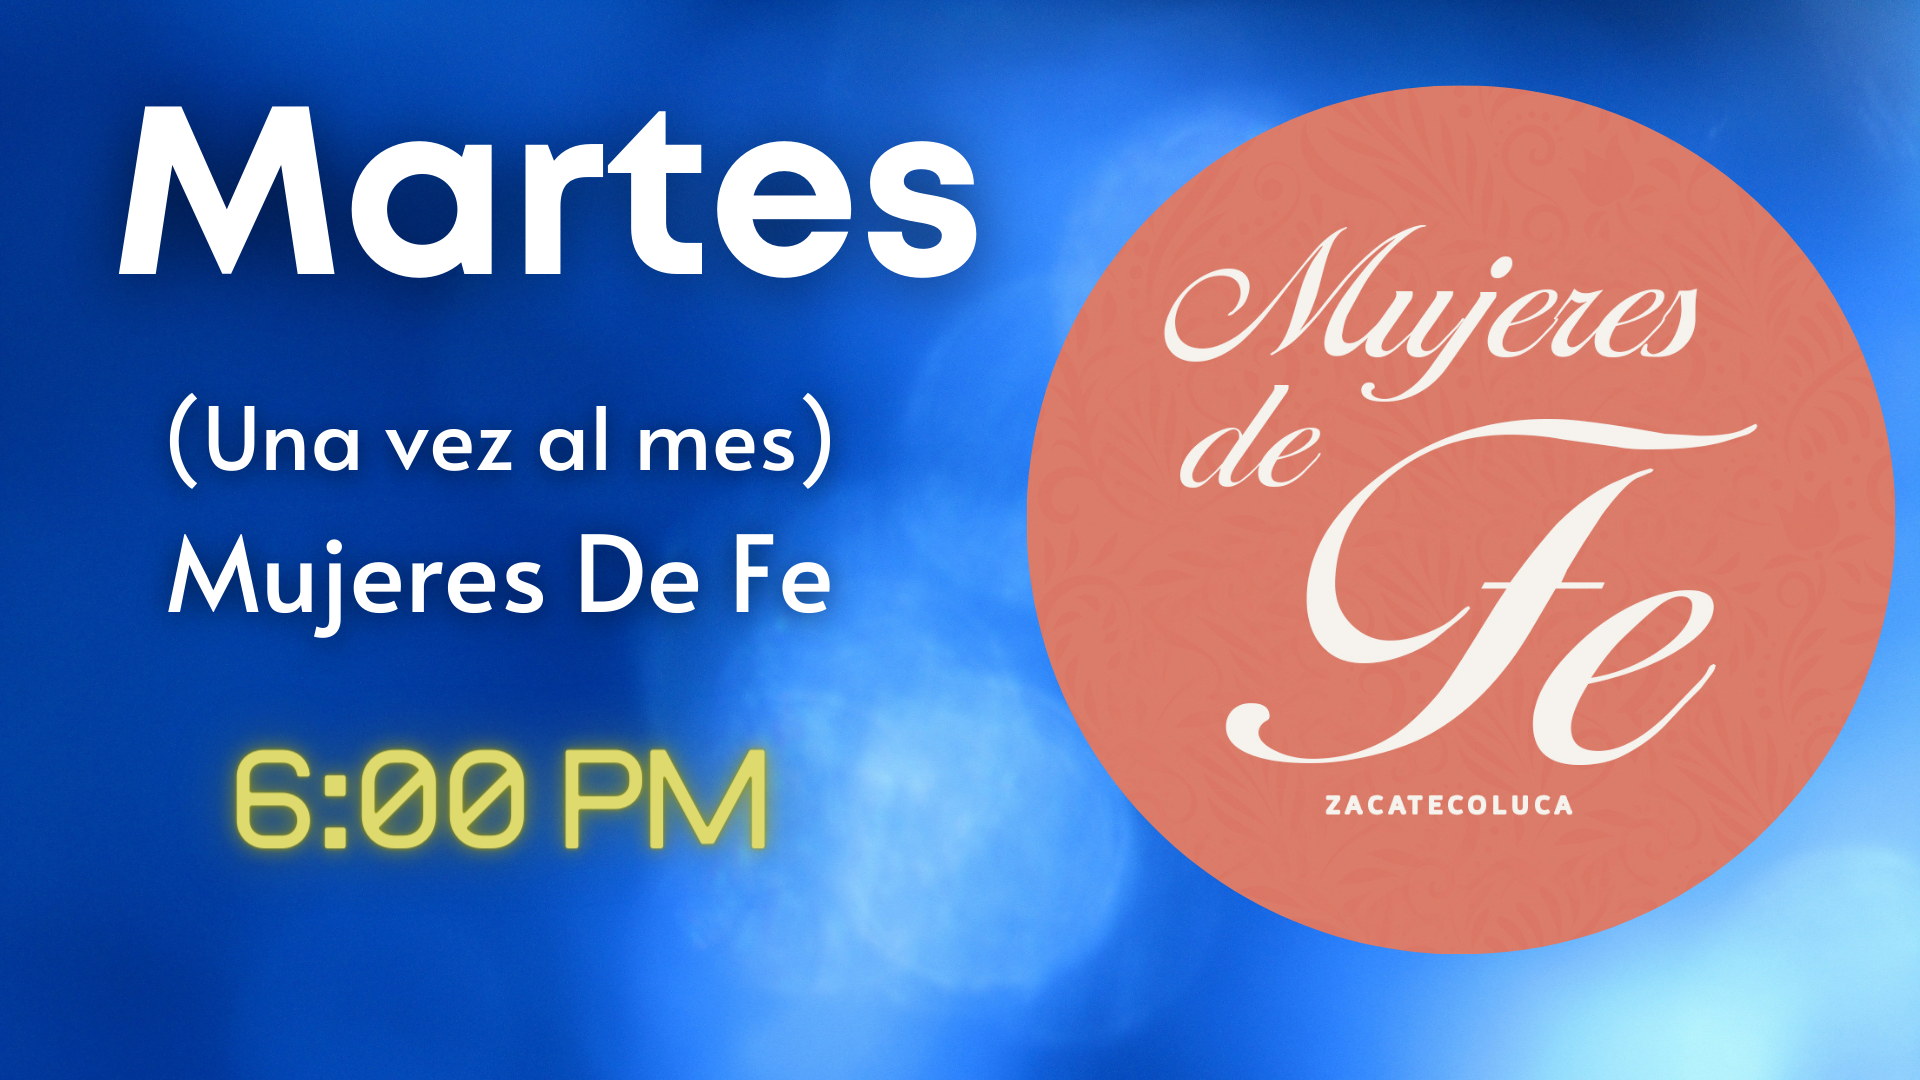 Martes
(Una vez al mes)
Mujeres De Fe
6:00 PM
Mujeres
de Fe
ZACATECOLUCA